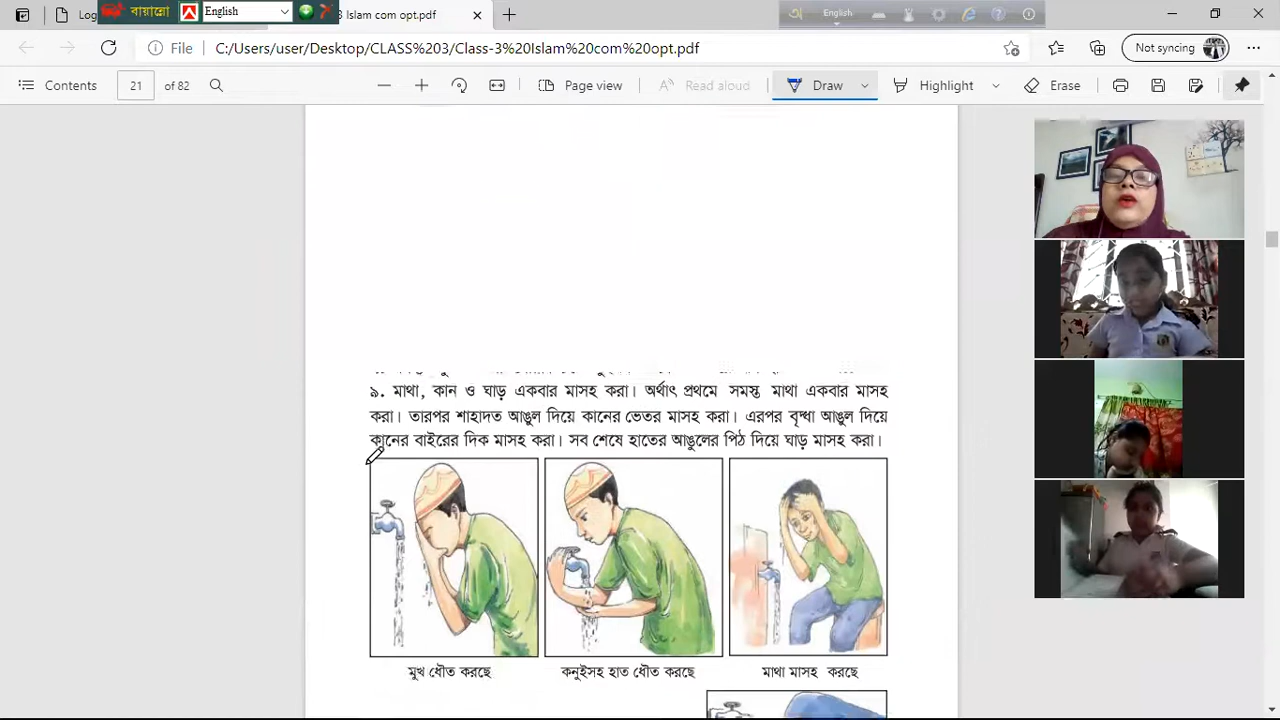 বায়ান্নো English 3 Islam com opt.pdf English
File C:/Users/user/Desktop/CLASS%203/Class-3%20Islam%20com%20opt.pdf Not syncing
Contents 21 of 82 Page view Read aloud Draw Highlight Erase
৯. মাথা, কান ও ঘাড় একবার মাসহ করা। অর্থাৎ প্রথমে সমস্ত মাথা একবার মাসহ
করা। তারপর শাহাদত আঙুল দিয়ে কানের ভেতর মাসহ করা। এরপর বৃদ্ধা আঙুল দিয়ে
কানের বাইরের দিক মাসহ করা। সব শেষে হাতের আঙুলের পিঠ দিয়ে ঘাড় মাসহ করা।
মুখ ধৌত করছে কনুইসহ হাত ধৌত করছে মাথা মাসহ করছে